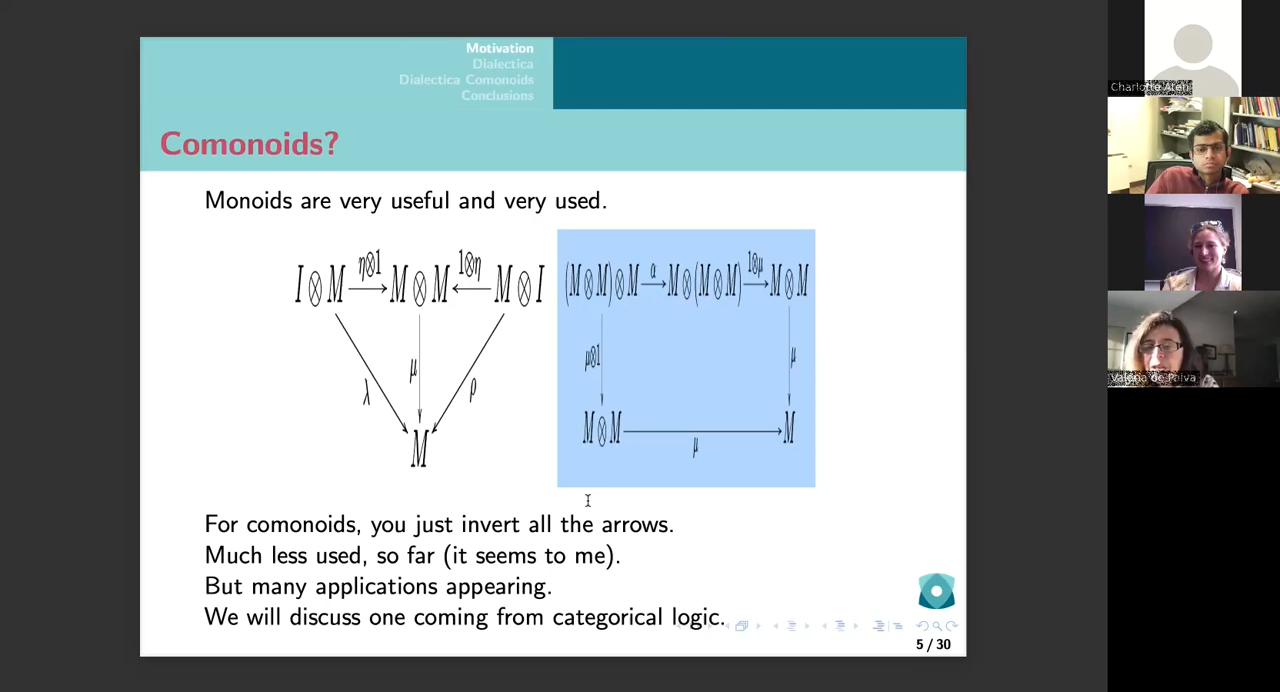 Motivation
Dialectica
Dialectica Comonoids
Conclusions
Comonoids?
Monoids are very useful and very used.
I⊗M η⊗1 M⊗M 1⊗η M⊗I
λ μ ρ
M
(M⊗M)⊗M α M⊗(M⊗M) 1⊗μ M⊗M
μ⊗1 μ
M⊗M μ M
For comonoids, you just invert all the arrows.
Much less used, so far (it seems to me).
But many applications appearing.
We will discuss one coming from categorical logic.
5 / 30
Charlotte Aten
Valeria de Paiva